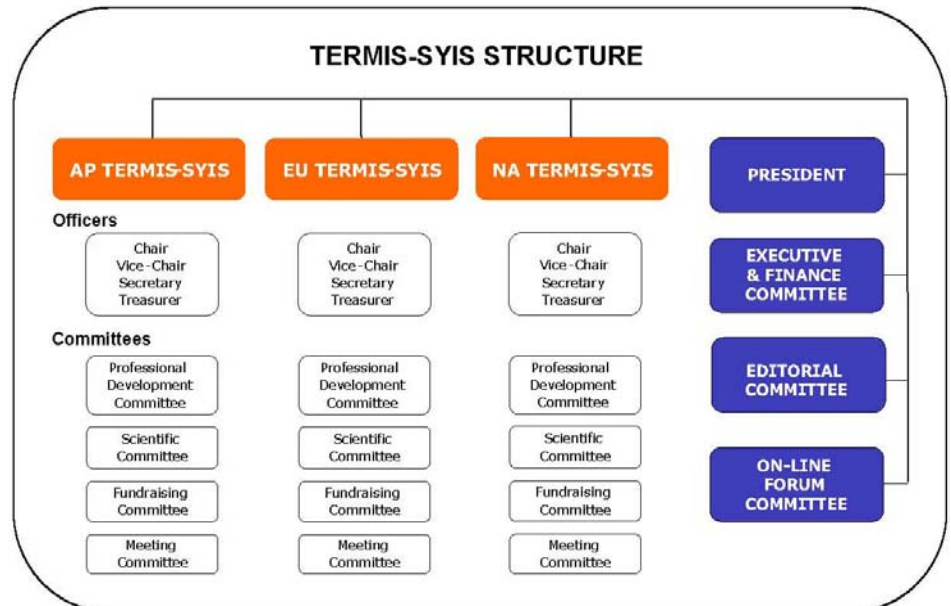 TERMIS-SYIS STRUCTURE
AP TERMIS-SYIS
EU TERMIS-SYIS
NA TERMIS-SYIS
PRESIDENT
Officers
Chair
Vice-Chair
Secretary
Treasurer
Chair
Vice-Chair
Secretary
Treasurer
Chair
Vice-Chair
Secretary
Treasurer
EXECUTIVE
& FINANCE
COMMITTEE
Committees
Professional
Development
Committee
Professional
Development
Committee
Professional
Development
Committee
EDITORIAL
COMMITTEE
Scientific
Committee
Scientific
Committee
Scientific
Committee
ON-LINE
FORUM
COMMITTEE
Fundraising
Committee
Fundraising
Committee
Fundraising
Committee
Meeting
Committee
Meeting
Committee
Meeting
Committee